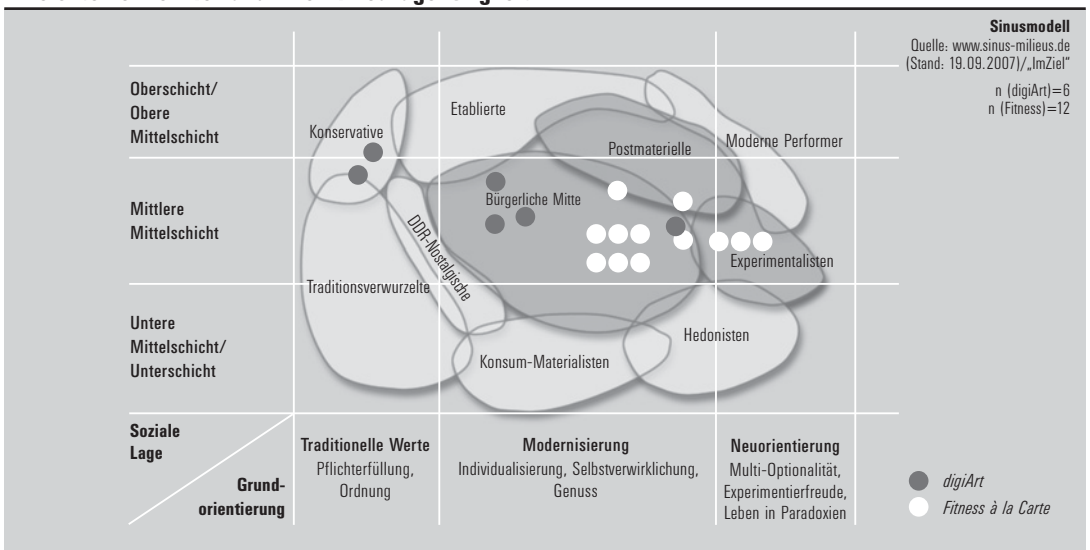 Sinusmodell
Quelle: www.sinus-milieus.de
(Stand: 19.09.2007)/„ImZiel“
n (digiArt)=6
n (Fitness)=12
Oberschicht/
Obere
Mittelschicht
Mittlere
Mittelschicht
Untere
Mittelschicht/
Unterschicht
Konservative
Etablierte
Postmaterielle
Moderne Performer
Bürgerliche Mitte
DDR-Nostalgische
Experimentalisten
Traditionsverwurzelte
Hedonisten
Konsum-Materialisten
Soziale
Lage
Grund-
orientierung
Traditionelle Werte
Pflichterfüllung,
Ordnung
Modernisierung
Individualisierung, Selbstverwirklichung,
Genuss
Neuorientierung
Multi-Optionalität,
Experimentierfreude,
Leben in Paradoxien
digiArt
Fitness à la Carte